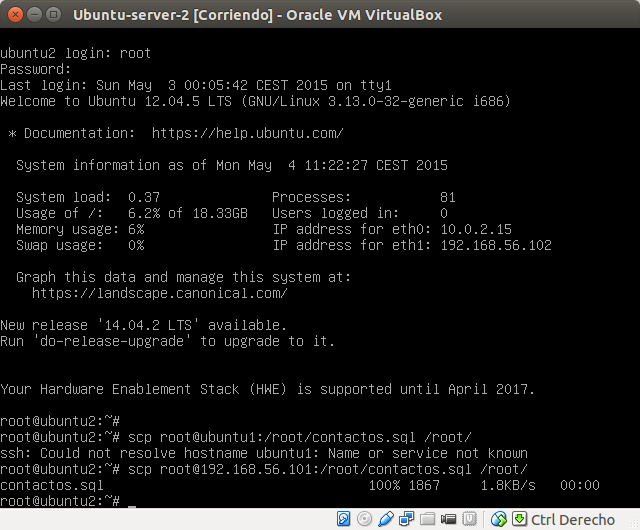 Ubuntu-server-2 [Corriendo] - Oracle VM VirtualBox
ubuntu2 login: root
Password:
Last login: Sun May  3 00:05:42 CEST 2015 on tty1
Welcome to Ubuntu 12.04.5 LTS (GNU/Linux 3.13.0-32-generic i686)
 * Documentation:  https://help.ubuntu.com/
  System information as of Mon May  4 11:22:27 CEST 2015
  System load:  0.37              Processes:           81
  Usage of /:   6.2% of 18.33GB   Users logged in:     0
  Memory usage: 6%                IP address for eth0: 10.0.2.15
  Swap usage:   0%                IP address for eth1: 192.168.56.102
  Graph this data and manage this system at:
    https://landscape.canonical.com/
New release '14.04.2 LTS' available.
Run 'do-release-upgrade' to upgrade to it.
Your Hardware Enablement Stack (HWE) is supported until April 2017.
root@ubuntu2:~#
root@ubuntu2:~# scp root@ubuntu1:/root/contactos.sql /root/
ssh: Could not resolve hostname ubuntu1: Name or service not known
root@ubuntu2:~# scp root@192.168.56.101:/root/contactos.sql /root/
contactos.sql                                 100% 1867     1.8KB/s   00:00
root@ubuntu2:~# _
Ctrl Derecho